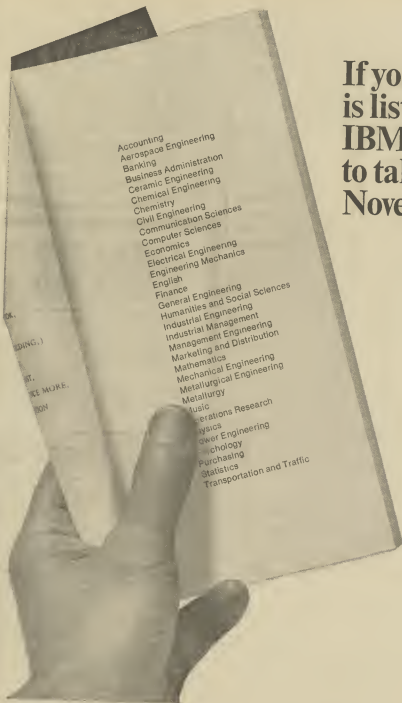 If yo
is list
IBM
to tal
Nove
Accounting
Aerospace Engineering
Banking
Business Administration
Ceramic Engineering
Chemical Engineering
Chemistry
Civil Engineering
Communication Sciences
Computer Sciences
Economics
Electrical Engineering
Engineering Mechanics
English
Finance
General Engineering
Humanities and Social Sciences
Industrial Engineering
Industrial Management
Management Engineering
Marketing and Distribution
Mathematics
Mechanical Engineering
Metallurgical Engineering
Metallurgy
usic
erations Research
ysics
ower Engineering
ychology
Purchasing
Statistics
Transportation and Traffic
MORE.